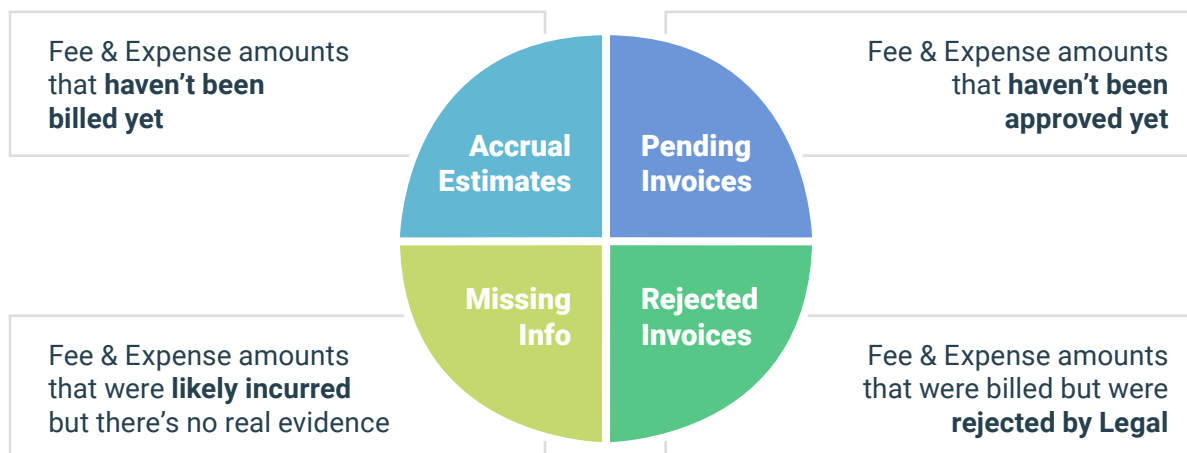 Fee & Expense amounts
that haven’t been
billed yet
Fee & Expense amounts
that haven’t been
approved yet
Accrual
Estimates
Pending
Invoices
Missing
Info
Rejected
Invoices
Fee & Expense amounts
that were likely incurred
but there’s no real evidence
Fee & Expense amounts
that were billed but were
rejected by Legal